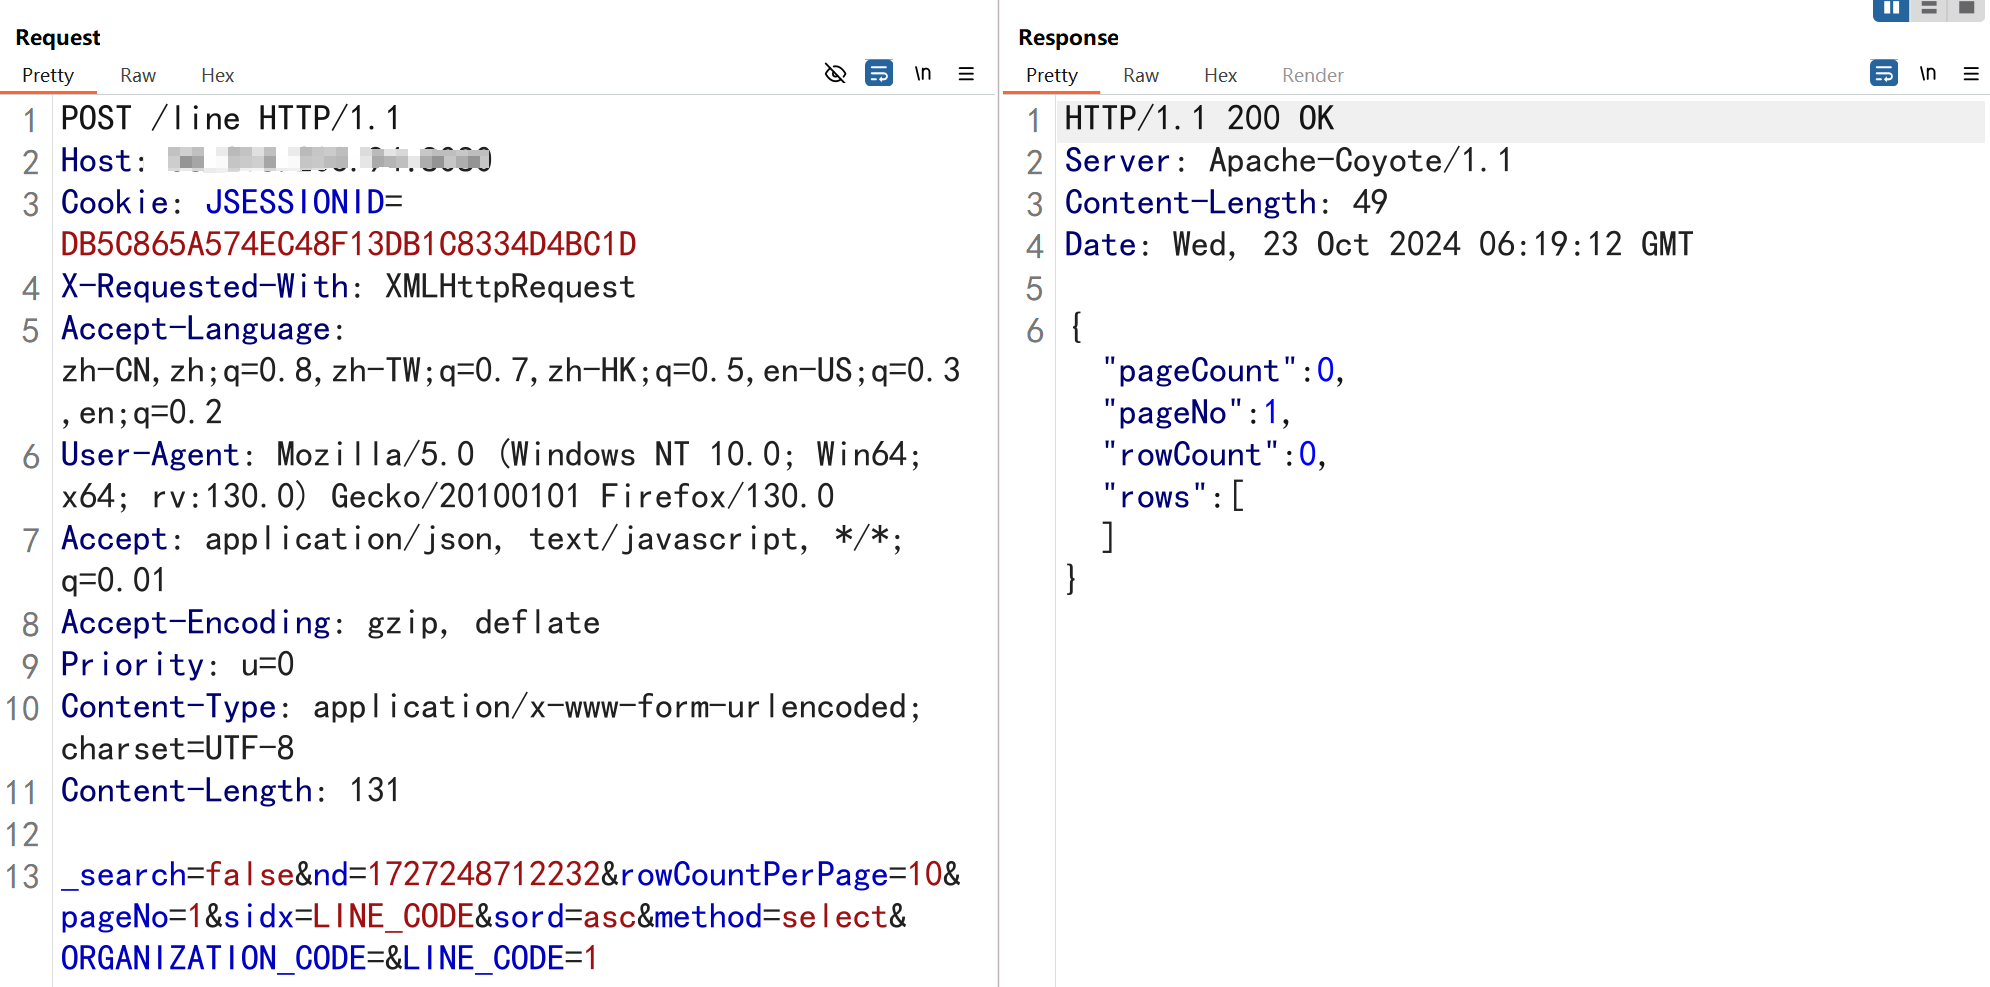 Request
Pretty Raw Hex \n
1 POST /line HTTP/1.1
2 Host:
3 Cookie: JSESSIONID=
DB5C865A574EC48F13DB1C8334D4BC1D
4 X-Requested-With: XMLHttpRequest
5 Accept-Language:
zh-CN,zh;q=0.8,zh-TW;q=0.7,zh-HK;q=0.5,en-US;q=0.3
,en;q=0.2
6 User-Agent: Mozilla/5.0 (Windows NT 10.0; Win64;
x64; rv:130.0) Gecko/20100101 Firefox/130.0
7 Accept: application/json, text/javascript, */*;
q=0.01
8 Accept-Encoding: gzip, deflate
9 Priority: u=0
10 Content-Type: application/x-www-form-urlencoded;
charset=UTF-8
11 Content-Length: 131
12
13 _search=false&nd=1727248712232&rowCountPerPage=10&
pageNo=1&sidx=LINE_CODE&sord=asc&method=select&
ORGANIZATION_CODE=&LINE_CODE=1
Response
Pretty Raw Hex Render \n
1 HTTP/1.1 200 OK
2 Server: Apache-Coyote/1.1
3 Content-Length: 49
4 Date: Wed, 23 Oct 2024 06:19:12 GMT
5
6 {
"pageCount":0,
"pageNo":1,
"rowCount":0,
"rows":[
]
}